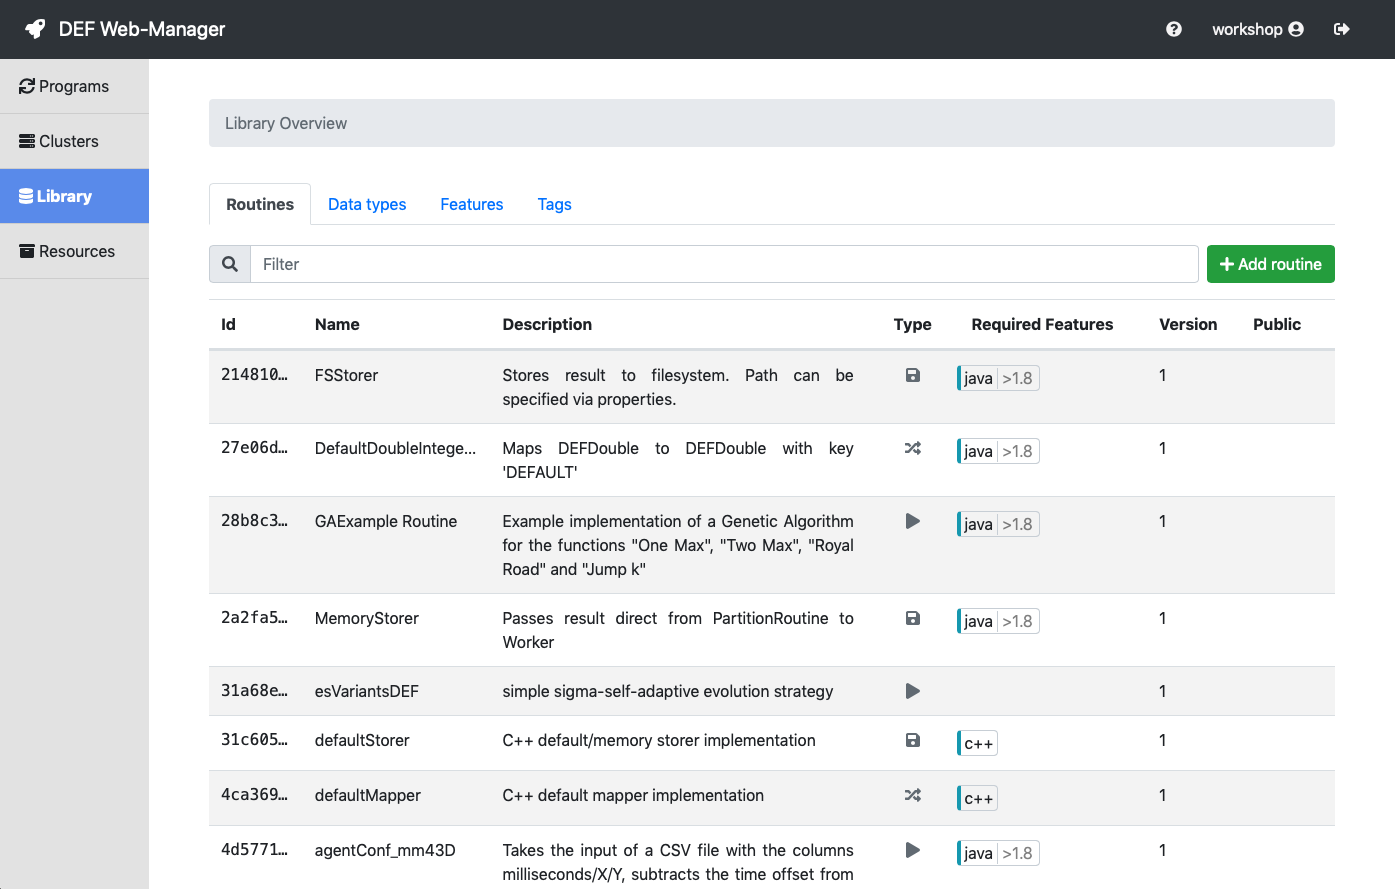 DEF Web-Manager
workshop
Programs
Clusters
Library
Resources
Library Overview
Routines Data types Features Tags
Filter
Add routine
Id Name Description Type Required Features Version Public
214810... FSStorer Stores result to filesystem. Path can be java >1.8 1
specified via properties.
27e06d... DefaultDoubleIntege... Maps DEFDouble to DEFDouble with key java >1.8 1
'DEFAULT'
28b8c3... GAExample Routine Example implementation of a Genetic Algorithm java >1.8 1
for the functions "One Max", "Two Max", "Royal
Road" and "Jump k"
2a2fa5... MemoryStorer Passes result direct from PartitionRoutine to java >1.8 1
Worker
31a68e... esVariantsDEF simple sigma-self-adaptive evolution strategy 1
31c605... defaultStorer C++ default/memory storer implementation c++ 1
4ca369... defaultMapper C++ default mapper implementation c++ 1
4d5771... agentConf_mm43D Takes the input of a CSV file with the columns java >1.8 1
milliseconds/X/Y, subtracts the time offset from